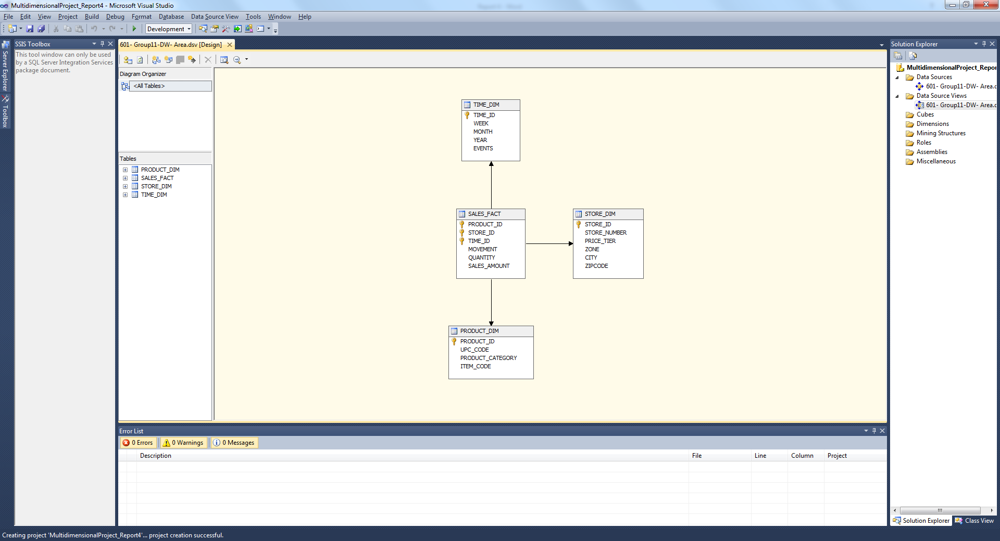 MultidimensionalProject_Report4 - Microsoft Visual Studio
File Edit View Project Build Debug Format Database Data Source View Tools Window Help
Development
Server Explorer
Toolbox
SSIS Toolbox
This tool window can only be used
by a SQL Server Integration Services
package document.
601- Group11-DW- Area.dsv [Design]
Diagram Organizer
<All Tables>
Tables
PRODUCT_DIM
SALES_FACT
STORE_DIM
TIME_DIM
TIME_DIM
TIME_ID
WEEK
MONTH
YEAR
EVENTS
SALES_FACT
PRODUCT_ID
STORE_ID
TIME_ID
MOVEMENT
QUANTITY
SALES_AMOUNT
STORE_DIM
STORE_ID
STORE_NUMBER
PRICE_TIER
ZONE
CITY
ZIPCODE
PRODUCT_DIM
PRODUCT_ID
UPC_CODE
PRODUCT_CATEGORY
ITEM_CODE
Error List
0 Errors 0 Warnings 0 Messages
Description File Line Column Project
Solution Explorer
MultidimensionalProject_Repor
Data Sources
601- Group11-DW- Area.c
Data Source Views
601- Group11-DW- Area.c
Cubes
Dimensions
Mining Structures
Roles
Assemblies
Miscellaneous
Solution Explorer Class View
Creating project 'MultidimensionalProject_Report4'... project creation successful.